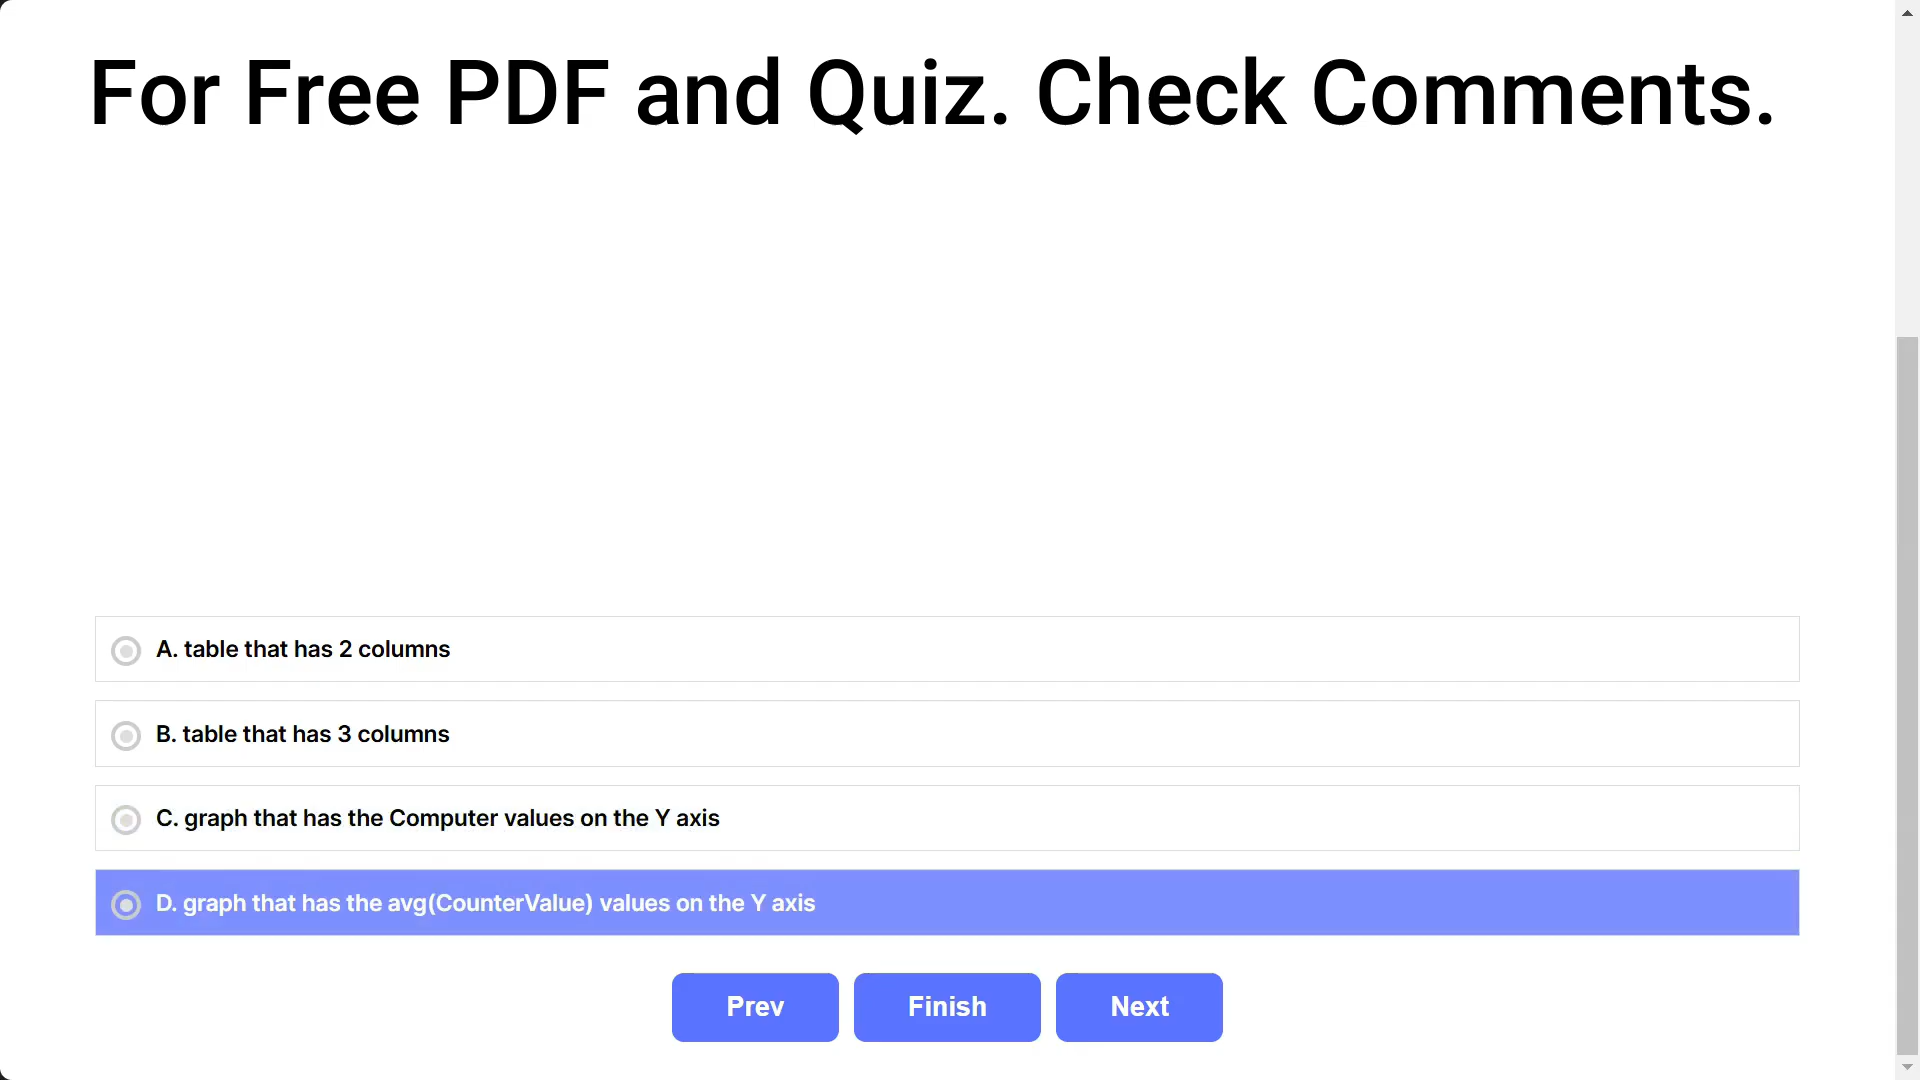 For Free PDF and Quiz. Check Comments.
A. table that has 2 columns
B. table that has 3 columns
C. graph that has the Computer values on the Y axis
D. graph that has the avg(CounterValue) values on the Y axis
Prev Finish Next